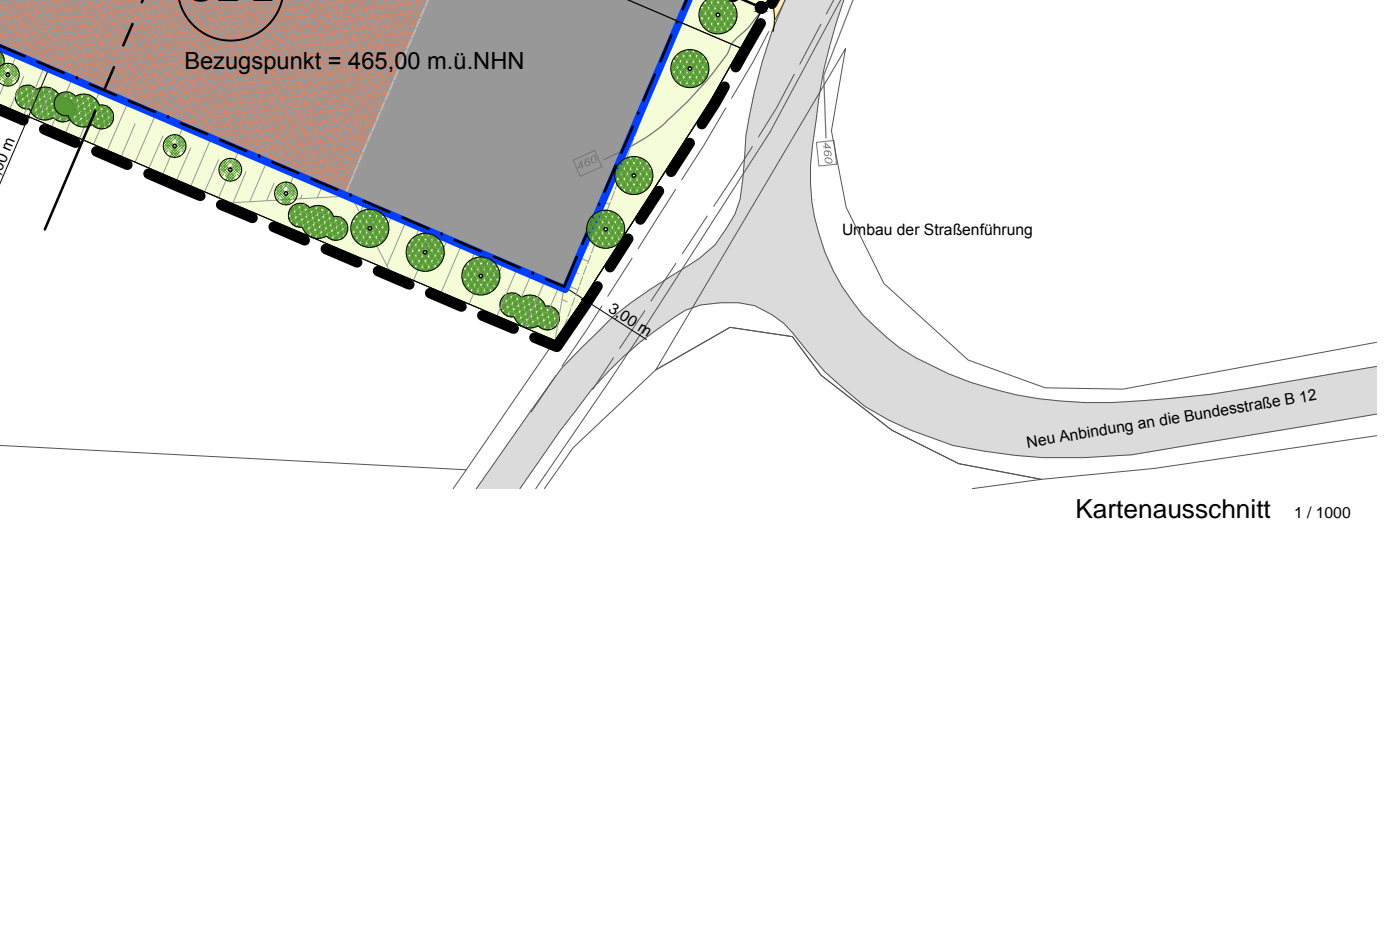 Bezugspunkt = 465,00 m.ü.NHN
460
460
Umbau der Straßenführung
3,00 m
Neu Anbindung an die Bundesstraße B 12
Kartenausschnitt 1 / 1000